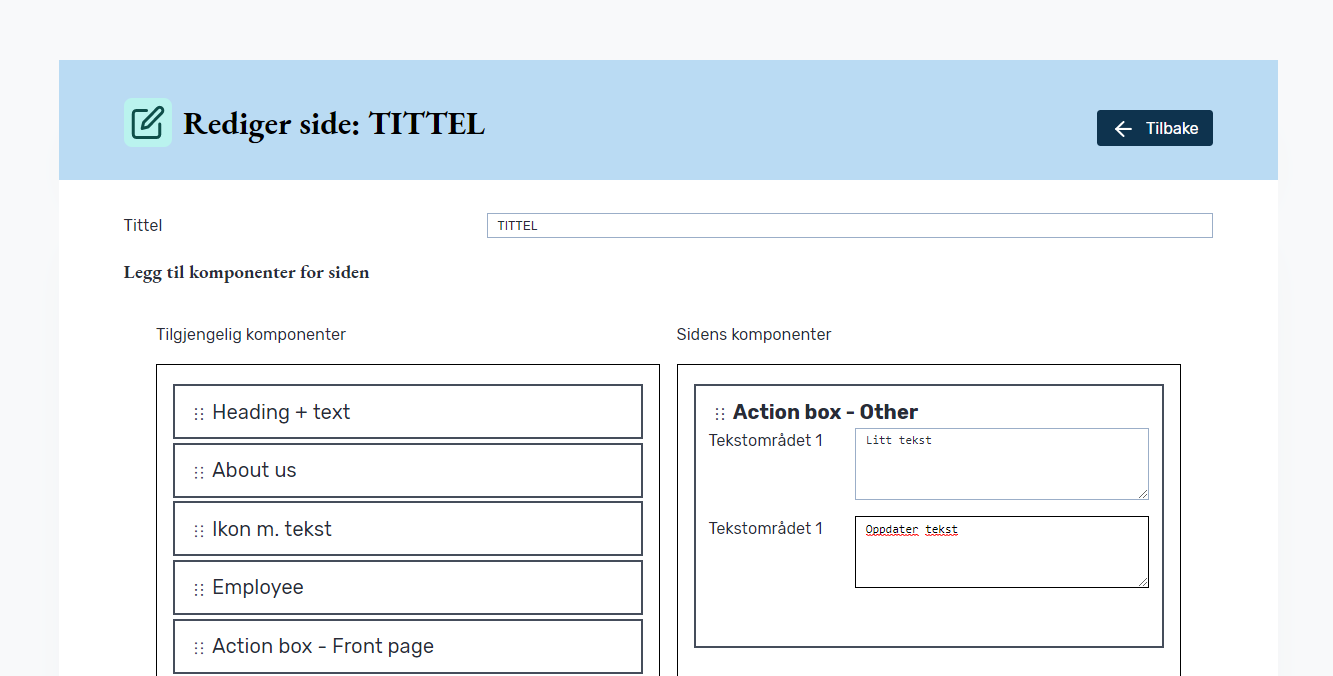 Rediger side: TITTEL
Tilbake
Tittel
TITTEL
Legg til komponenter for siden
Tilgjengelig komponenter
Heading + text
About us
Ikon m. tekst
Employee
Action box - Front page
Sidens komponenter
Action box - Other
Tekstområdet 1
Litt tekst
Tekstområdet 1
Oppdater tekst